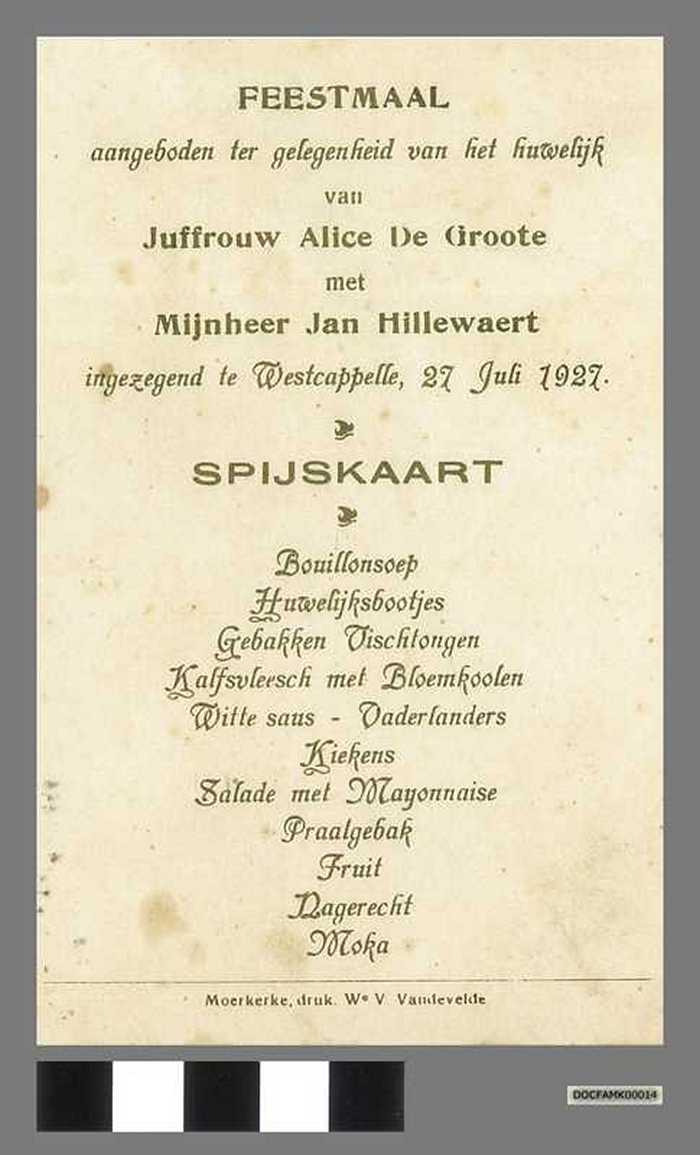 FEESTMAAL
aangeboden ter gelegenheid van het huwelijk
van
Juffrouw Alice De Groote
met
Mijnheer Jan Hillewaert
ingezegend te Westcappelle, 27 Juli 1927.
SPIJSKAART
Bouillonsoep
Huwelijksbootjes
Gebakken Vischtongen
Kalfsvleesch met Bloemkoolen
Witte saus - Vaderlanders
Kiekens
Salade met Mayonnaise
Praalgebak
Fruit
Nagerecht
Moka
Moerkerke, druk. We V Vandevelde
DOCFAMK00014